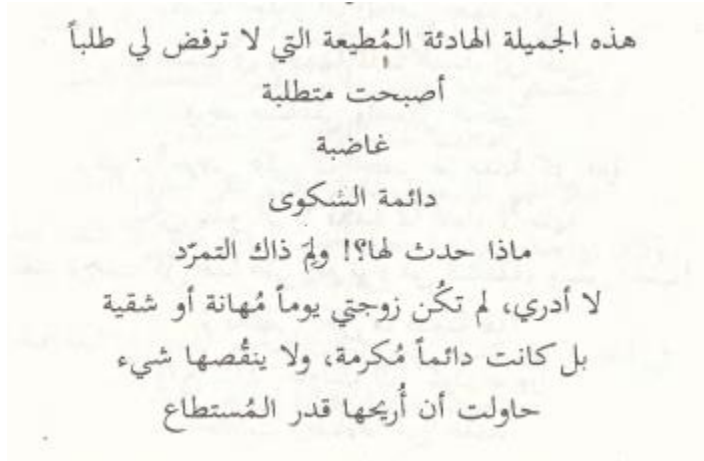 هذه الجميلة الهادئة المُطيعة التي لا ترفض لي طلباً
أصبحت متطلبة
غاضبة
دائمة الشكوى
ماذا حدث لها؟! ولِمَ ذاك التمرّد
لا أدري، لم تكُن زوجتي يوماً مُهانة أو شقية
بل كانت دائماً مُكرمة، ولا ينقُصها شيء
حاولت أن أُريحها قدر المُستطاع